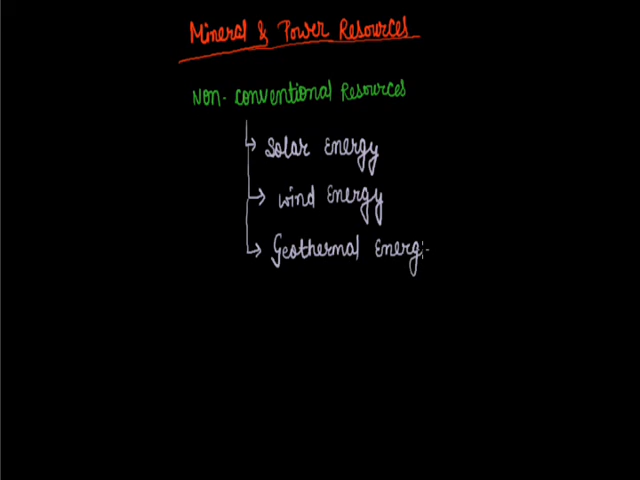 Mineral & Power Resources
Non-Conventional Resources
Solar Energy
Wind Energy
Geothermal Energ